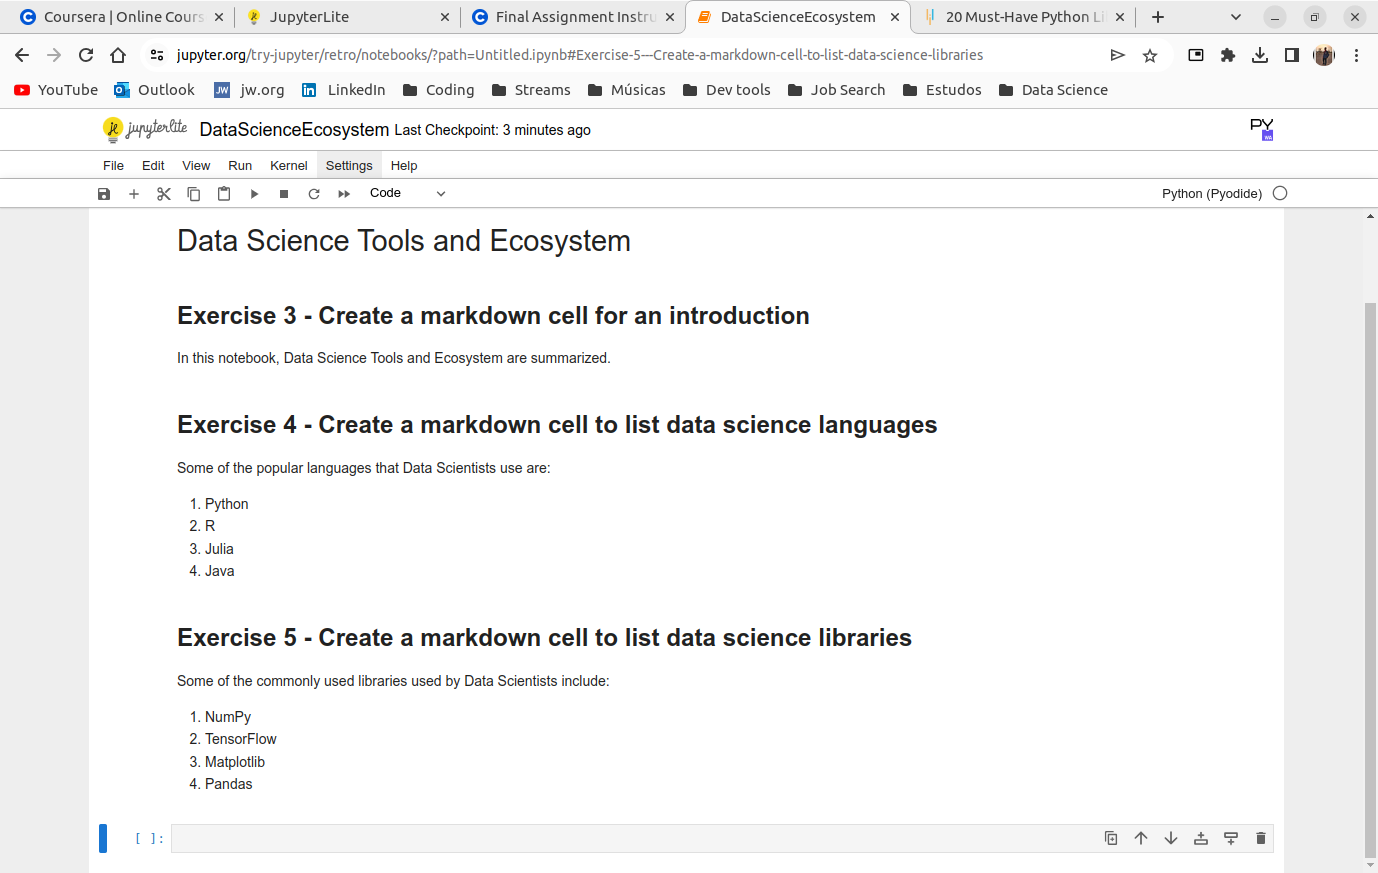 Coursera | Online Cours
JupyterLite
Final Assignment Instru
DataScienceEcosystem
20 Must-Have Python Li
jupyter.org/try-jupyter/retro/notebooks/?path=Untitled.ipynb#Exercise-5---Create-a-markdown-cell-to-list-data-science-libraries
YouTube
Outlook
JW jw.org
LinkedIn
Coding
Streams
Músicas
Dev tools
Job Search
Estudos
Data Science
jupyterlite DataScienceEcosystem Last Checkpoint: 3 minutes ago
PY
File Edit View Run Kernel Settings Help
Code
Python (Pyodide)
Data Science Tools and Ecosystem
Exercise 3 - Create a markdown cell for an introduction
In this notebook, Data Science Tools and Ecosystem are summarized.
Exercise 4 - Create a markdown cell to list data science languages
Some of the popular languages that Data Scientists use are:
1. Python
2. R
3. Julia
4. Java
Exercise 5 - Create a markdown cell to list data science libraries
Some of the commonly used libraries used by Data Scientists include:
1. NumPy
2. TensorFlow
3. Matplotlib
4. Pandas
[ ]: